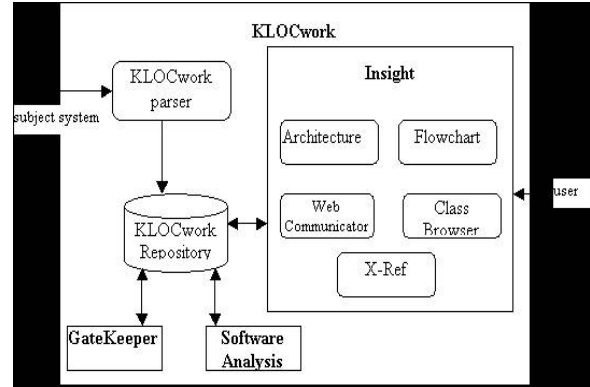 KLOCwork
Insight
KLOCwork
parser
subject system
Architecture
Flowchart
user
Web
Communicator
Class
Browser
KLOCwork
Repository
X-Ref
GateKeeper
Software
Analysis